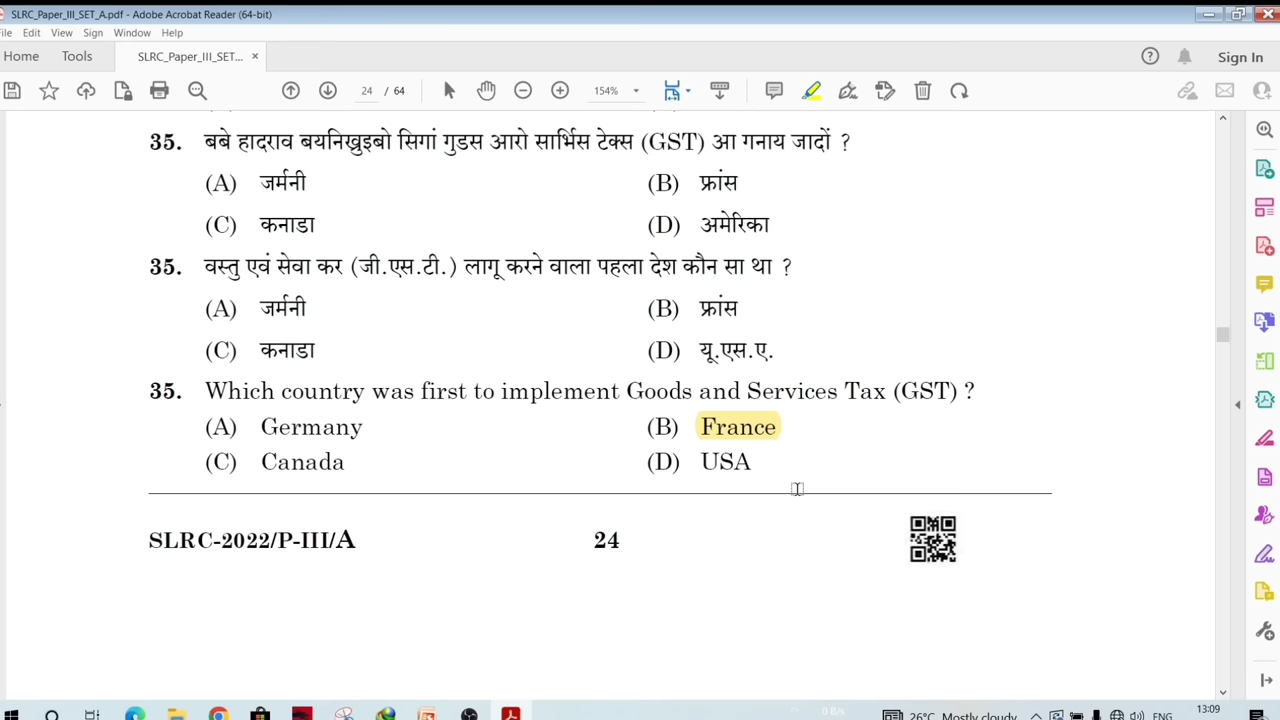 SLRC_Paper_III_SET_A.pdf - Adobe Acrobat Reader (64-bit)
File Edit View Sign Window Help
Home Tools SLRC_Paper_III_SET... × Sign In
24 / 64 154%
35. बबे हादराव बयनिख्रुइबो सिगां गुडस आरो सार्भिस टेक्स (GST) आ गनाय जादों ?
(A) जर्मनी (B) फ्रांस
(C) कनाडा (D) अमेरिका
35. वस्तु एवं सेवा कर (जी.एस.टी.) लागू करने वाला पहला देश कौन सा था ?
(A) जर्मनी (B) फ्रांस
(C) कनाडा (D) यू.एस.ए.
35. Which country was first to implement Goods and Services Tax (GST) ?
(A) Germany (B) France
(C) Canada (D) USA
SLRC-2022/P-III/A 24
0 B/s 26°C Mostly cloudy ENG 13:09